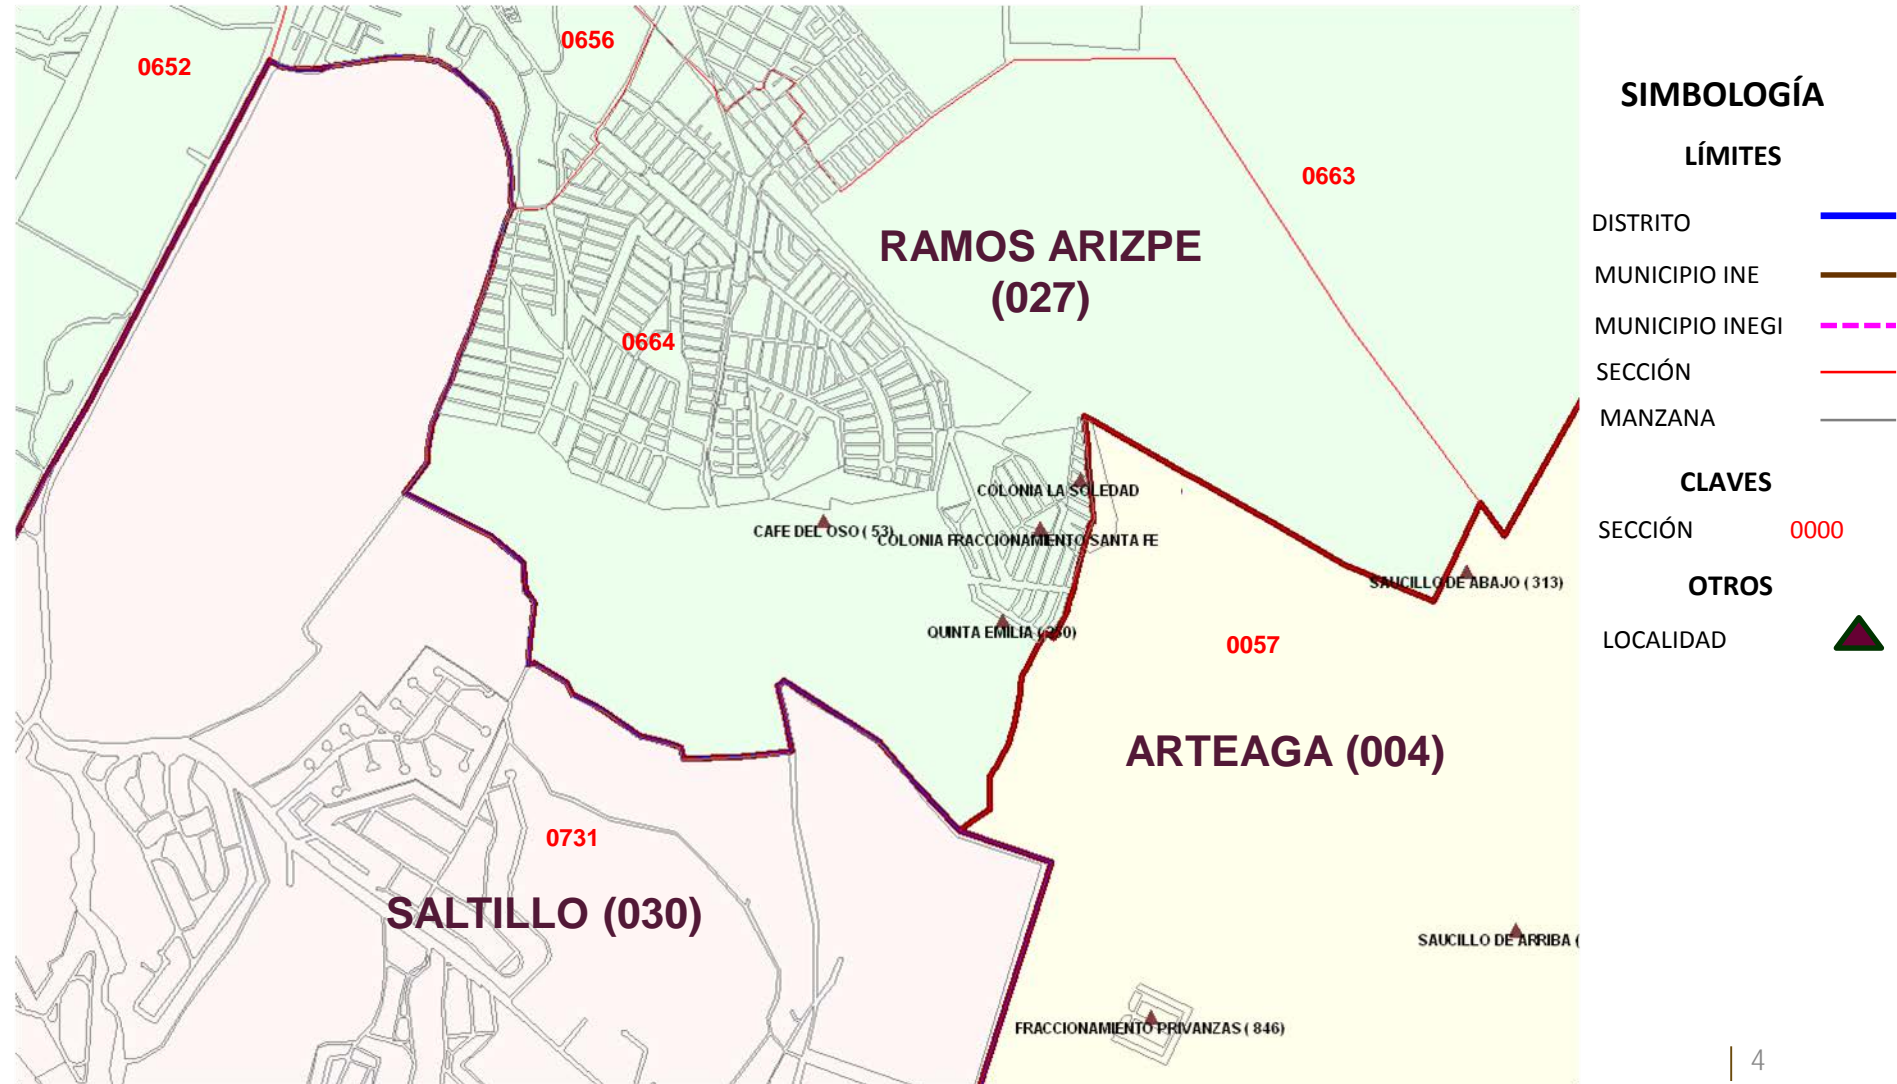 0652
0656
0663
RAMOS ARIZPE
(027)
0664
COLONIA LA SOLEDAD
CAFE DEL OSO ( 53)
COLONIA FRACCIONAMIENTO SANTA FE
SAUCILLO DE ABAJO ( 313)
QUINTA EMILIA (
0057
ARTEAGA (004)
0731
SALTILLO (030)
SAUCILLO DE ARRIBA (
FRACCIONAMIENTO PRIVANZAS ( 846)
SIMBOLOGÍA
LÍMITES
DISTRITO
MUNICIPIO INE
MUNICIPIO INEGI
SECCIÓN
MANZANA
CLAVES
SECCIÓN 0000
OTROS
LOCALIDAD
4